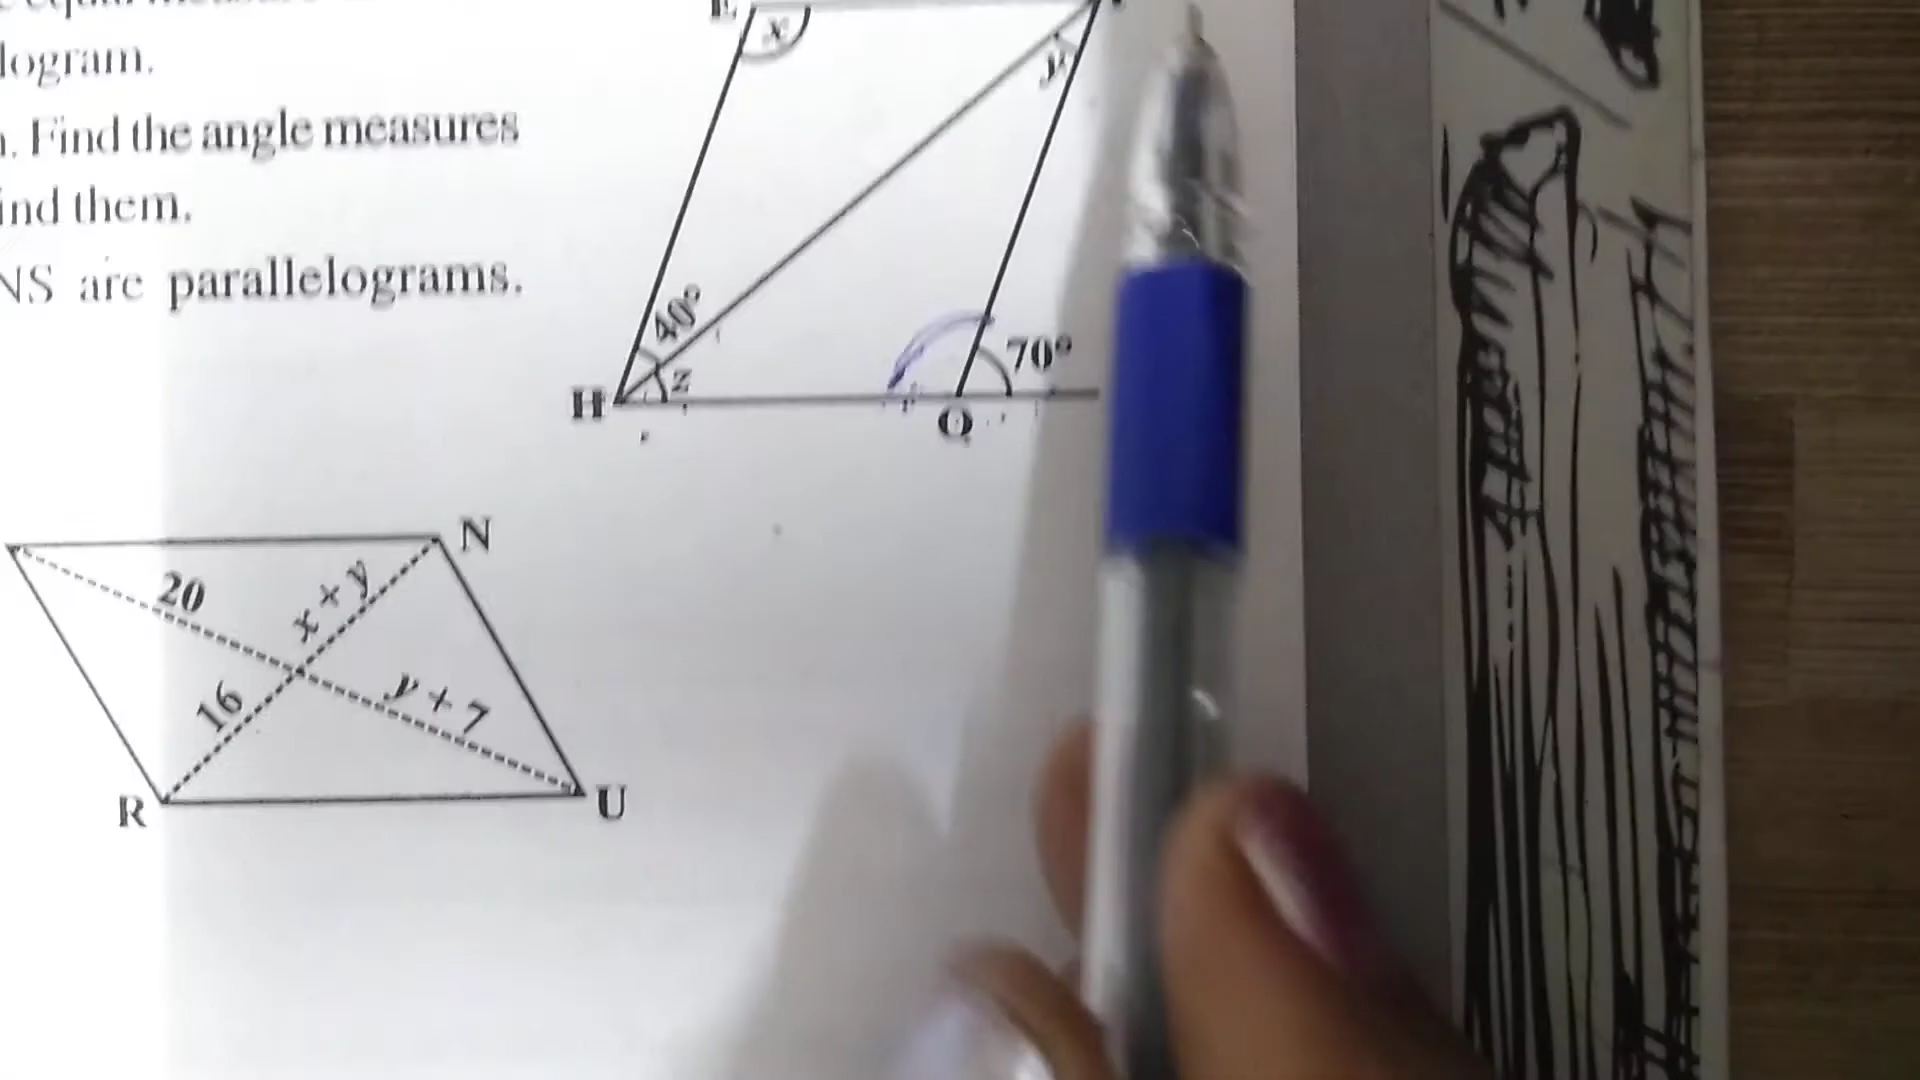 logram.
. Find the angle measures
ind them.
NS are parallelograms.
E
x
y
40°
z
70°
H
O
N
20
x + y
16
y + 7
R
U